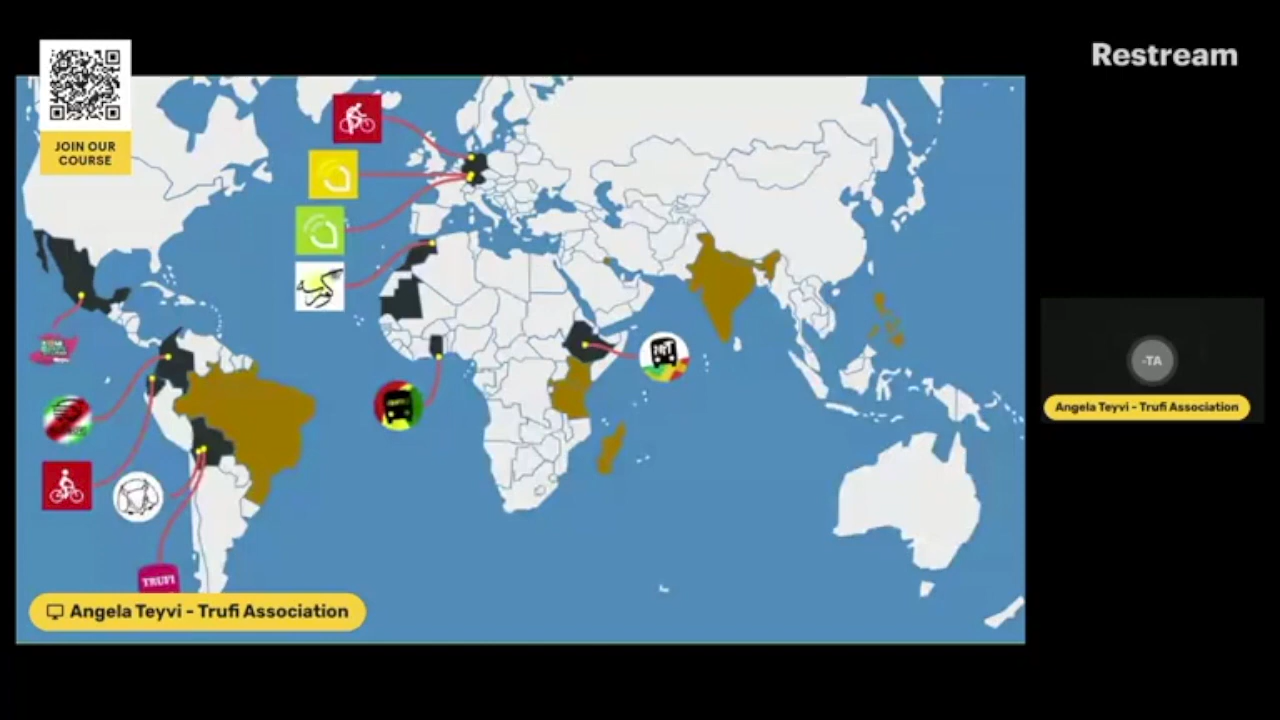 Restream
JOIN OUR
COURSE
-TA
Angela Teyvi - Trufi Association
TRUFI
Angela Teyvi - Trufi Association